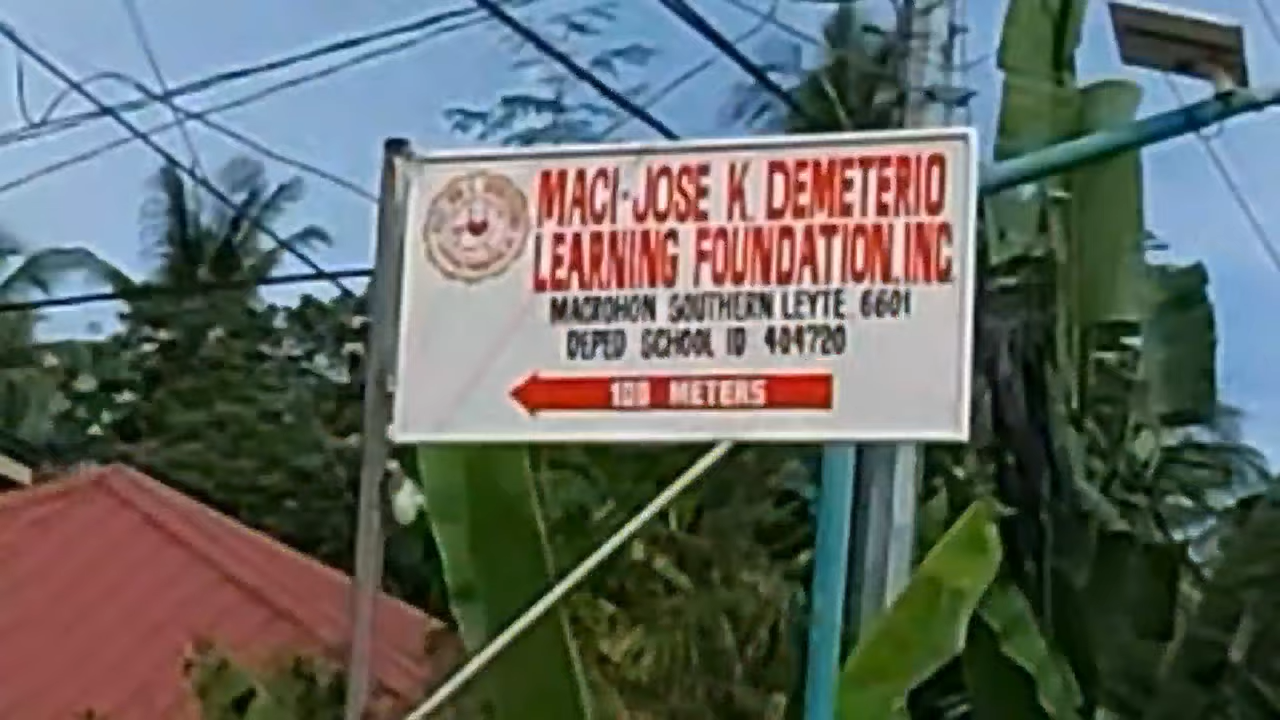 MACI-JOSE K. DEMETERIO
LEARNING FOUNDATION, INC
MACROHON SOUTHERN LEYTE 6601
DEPED SCHOOL ID 404720
100 METERS